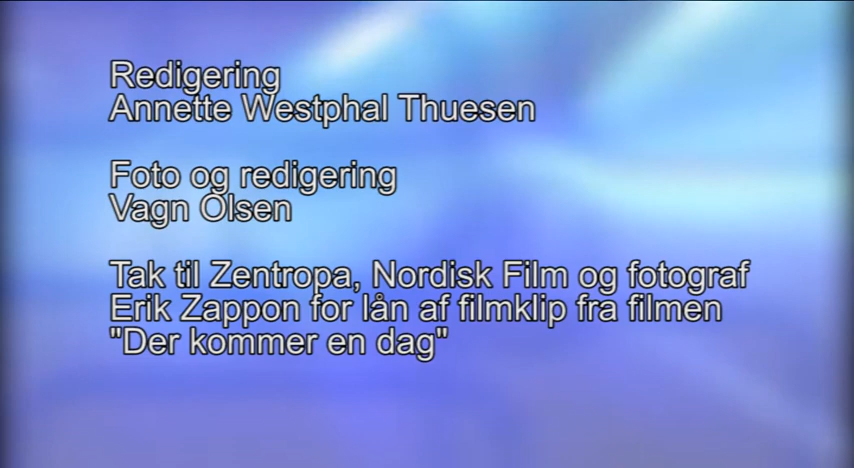 Redigering
Annette Westphal Thuesen
Foto og redigering
Vagn Olsen
Tak til Zentropa, Nordisk Film og fotograf
Erik Zappon for lån af filmklip fra filmen
"Der kommer en dag"